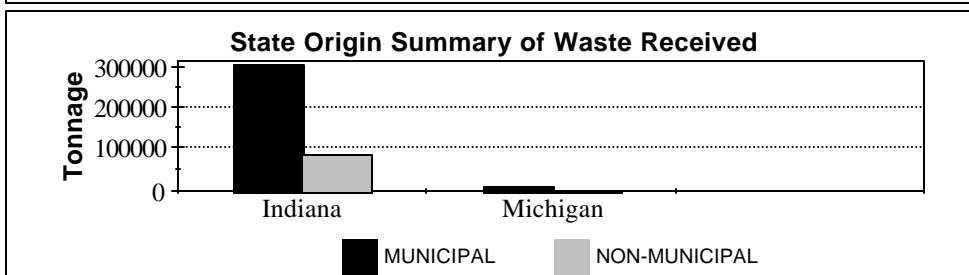 State Origin Summary of Waste Received
Tonnage
300000
200000
100000
0
Indiana Michigan
MUNICIPAL NON-MUNICIPAL